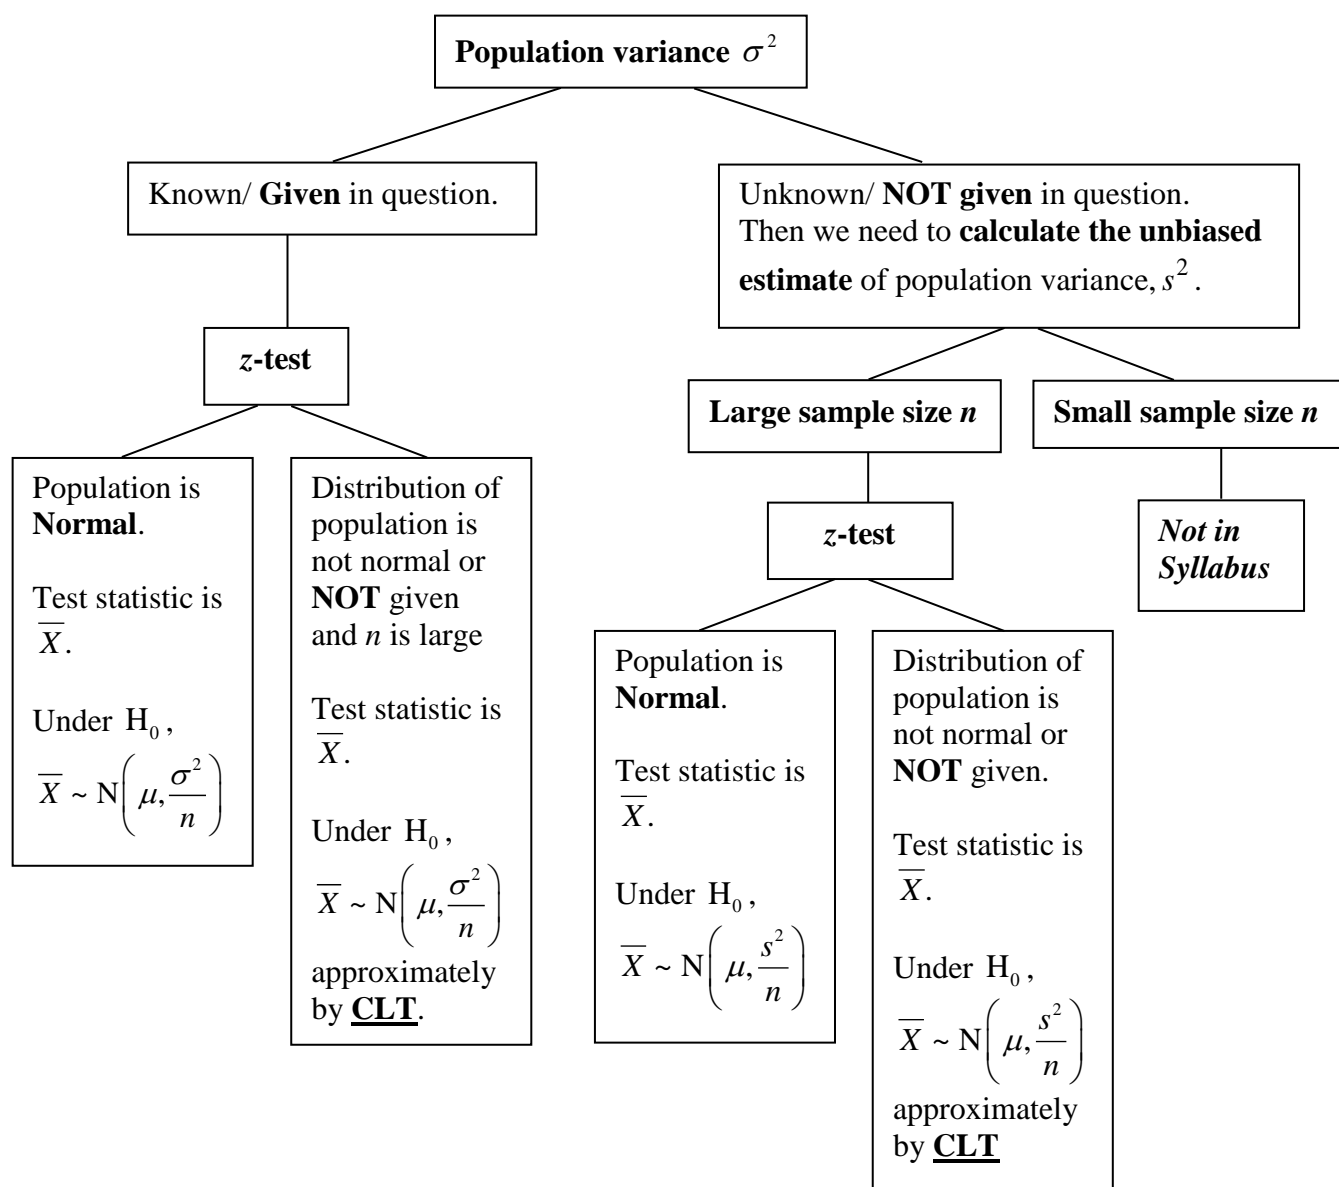 Population variance σ²
Known/ Given in question.
Unknown/ NOT given in question.
Then we need to calculate the unbiased
estimate of population variance, s².
z-test
Large sample size n
Small sample size n
z-test
Not in
Syllabus
Population is
Normal.
Test statistic is
X̅.
Under H₀,
X̅ ~ N(μ, σ²/n)
Distribution of
population is
not normal or
NOT given
and n is large
Test statistic is
X̅.
Under H₀,
X̅ ~ N(μ, σ²/n)
approximately
by CLT.
Population is
Normal.
Test statistic is
X̅.
Under H₀,
X̅ ~ N(μ, s²/n)
Distribution of
population is
not normal or
NOT given.
Test statistic is
X̅.
Under H₀,
X̅ ~ N(μ, s²/n)
approximately
by CLT